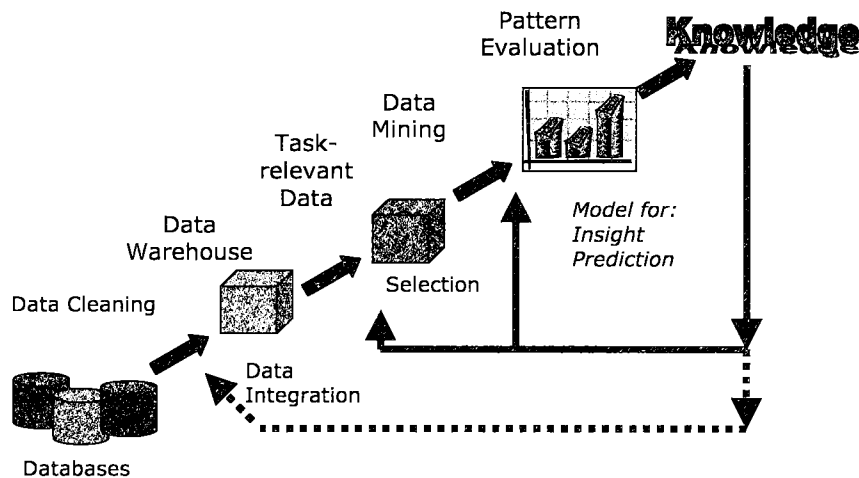 Pattern
Evaluation
Knowledge
Data
Mining
Task-
relevant
Data
Model for:
Insight
Prediction
Data
Warehouse
Selection
Data Cleaning
Data
Integration
Databases